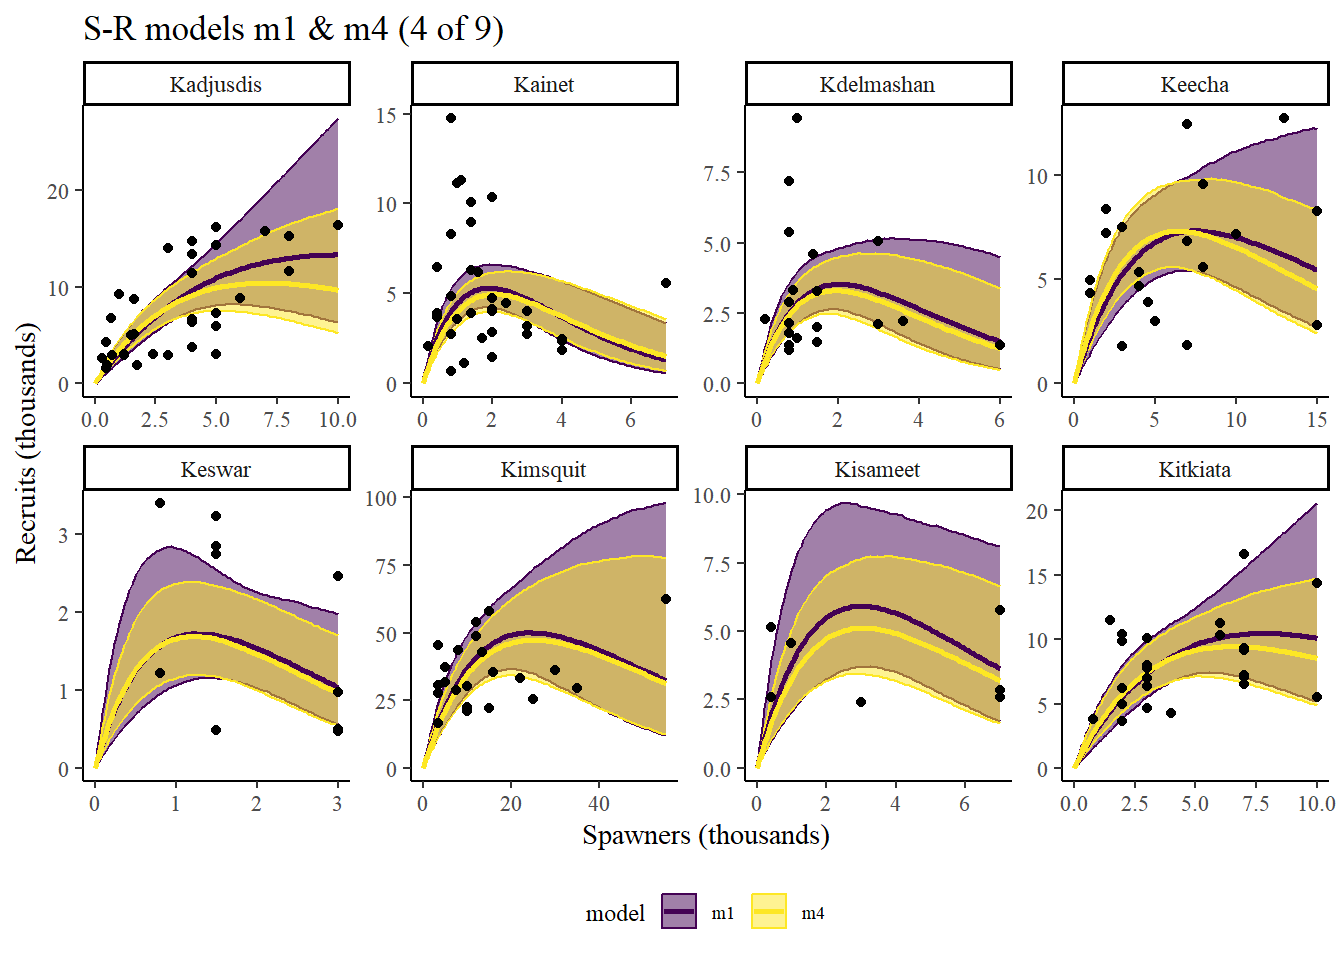 S-R models m1 & m4 (4 of 9)
Kadjusdis Kainet Kdelmashan Keecha
20 10 0
15 10 5 0
7.5 5.0 2.5 0.0
10 5 0
0.0 2.5 5.0 7.5 10.0
0 2 4 6
0 2 4 6
0 5 10 15
Recruits (thousands)
Keswar Kimsquit Kisameet Kitkiata
3 2 1 0
100 75 50 25 0
10.0 7.5 5.0 2.5 0.0
20 15 10 5 0
0 1 2 3
0 20 40
0 2 4 6
0.0 2.5 5.0 7.5 10.0
Spawners (thousands)
model m1 m4